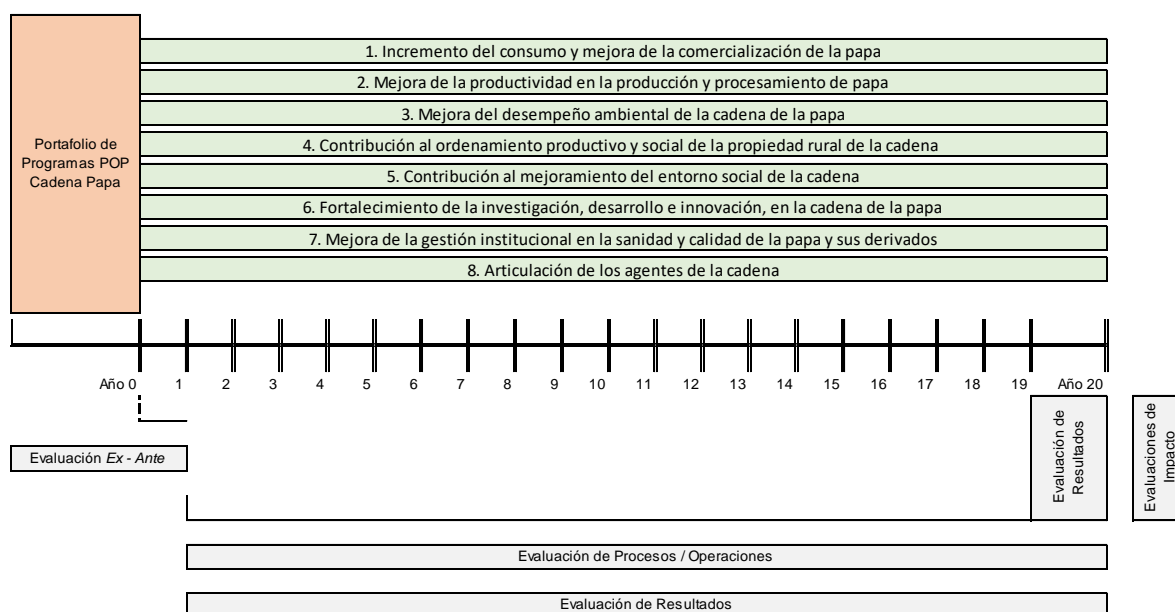 Portafolio de
Programas POP
Cadena Papa
1. Incremento del consumo y mejora de la comercialización de la papa
2. Mejora de la productividad en la producción y procesamiento de papa
3. Mejora del desempeño ambiental de la cadena de la papa
4. Contribución al ordenamiento productivo y social de la propiedad rural de la cadena
5. Contribución al mejoramiento del entorno social de la cadena
6. Fortalecimiento de la investigación, desarrollo e innovación, en la cadena de la papa
7. Mejora de la gestión institucional en la sanidad y calidad de la papa y sus derivados
8. Articulación de los agentes de la cadena
Año 0 1 2 3 4 5 6 7 8 9 10 11 12 13 14 15 16 17 18 19 Año 20
Evaluación Ex - Ante
Evaluación de
Resultados
Evaluaciones de
Impacto
Evaluación de Procesos / Operaciones
Evaluación de Resultados